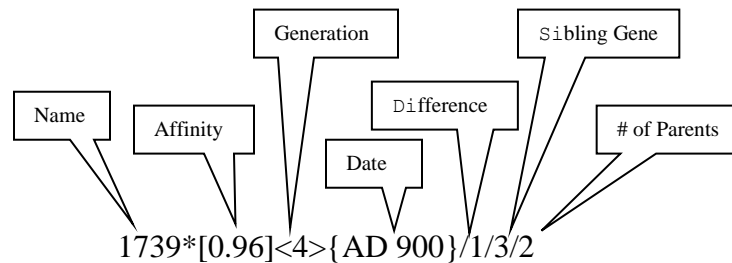 Generation
Sibling Gene
Difference
Name
Affinity
# of Parents
Date
1739*[0.96]<4>{AD 900}/1/3/2